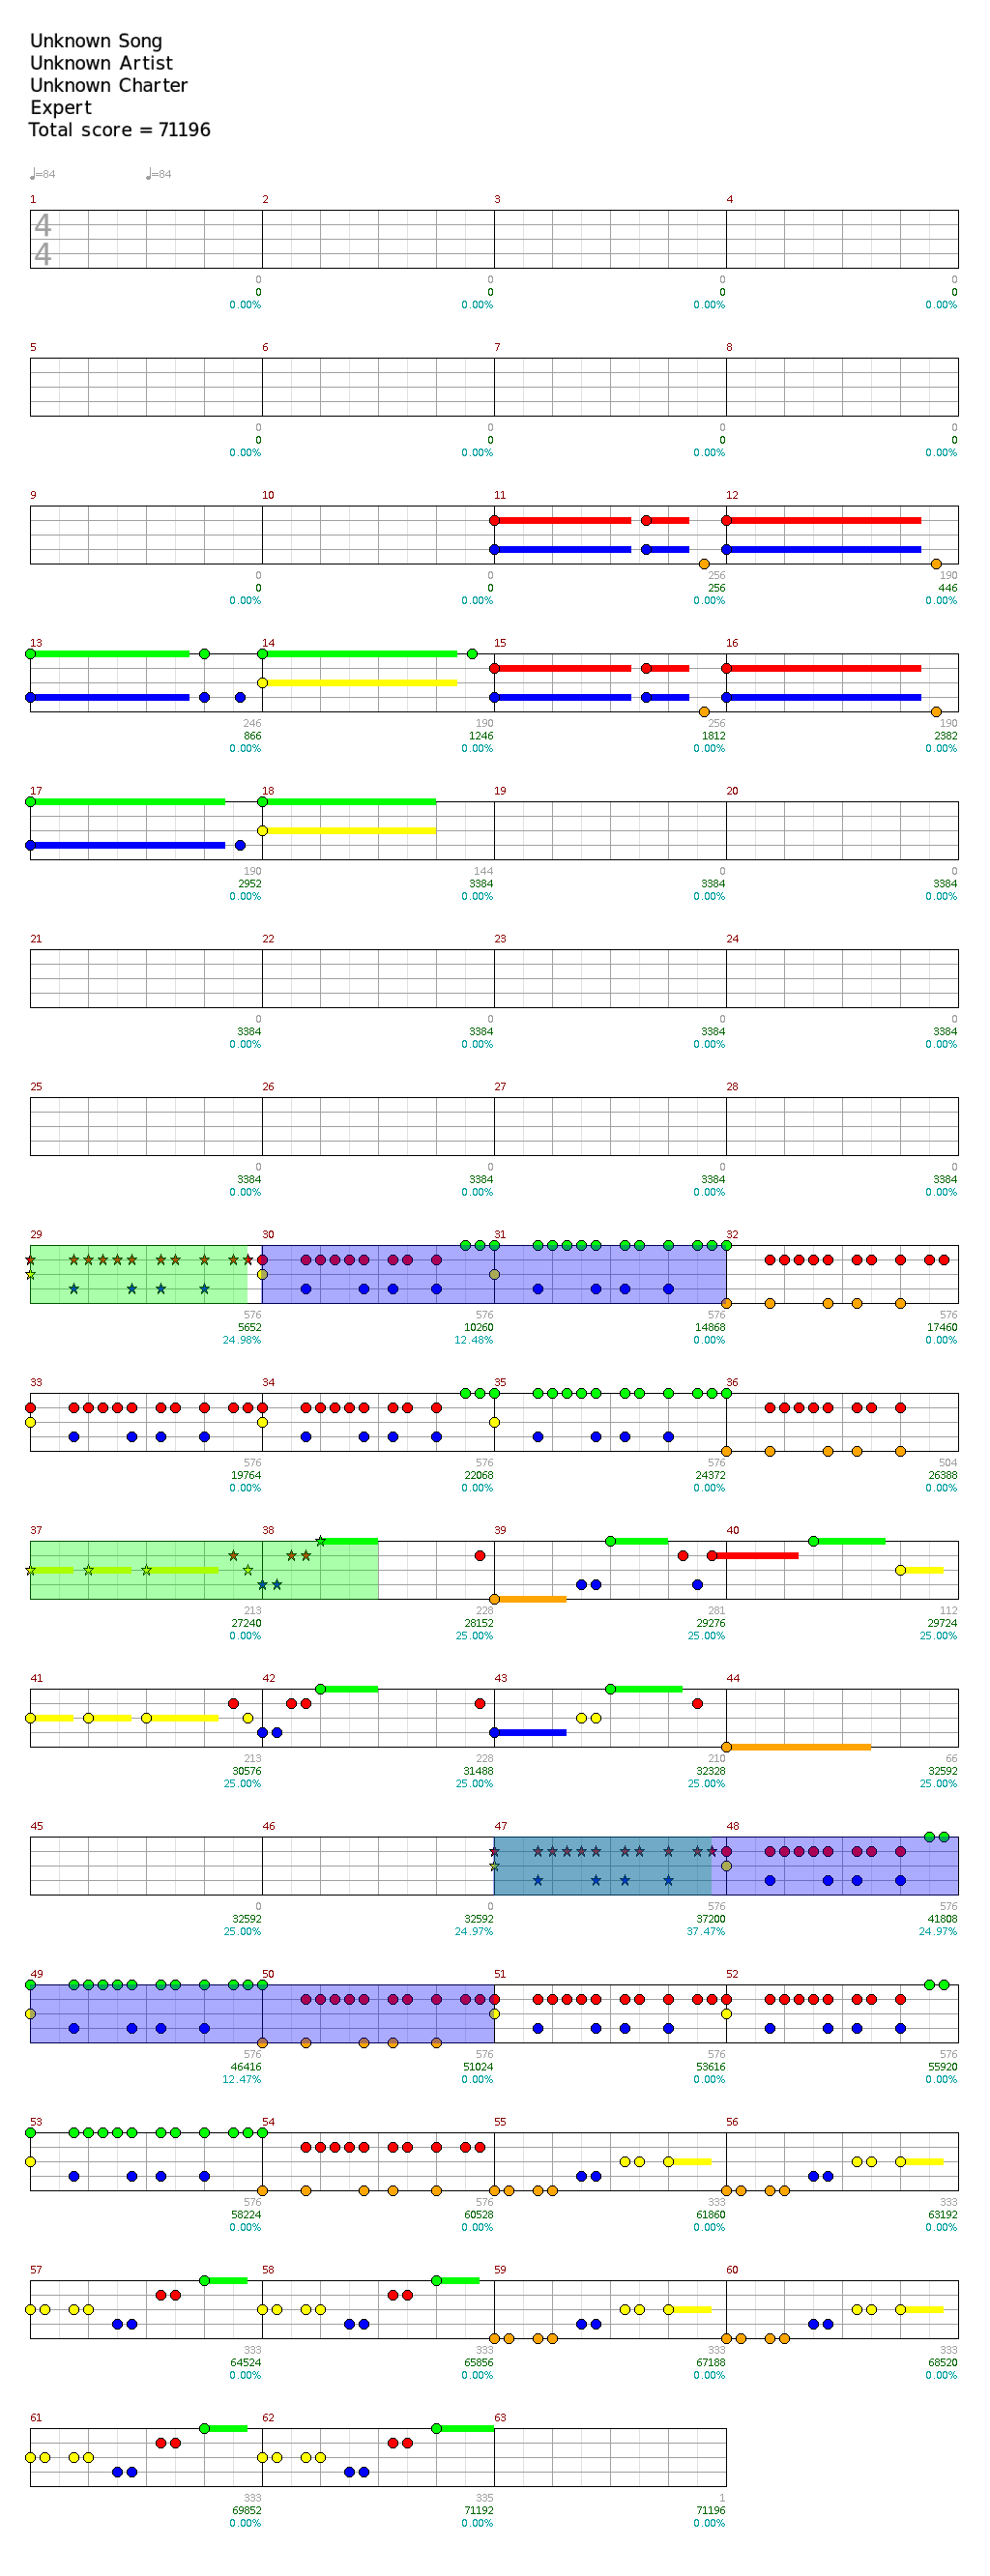 Unknown Song
Unknown Artist
Unknown Charter
Expert
Total score = 71196
♩=84 ♩=84
1 2 3 4
4
4
0 0 0 0
0 0 0 0
0.00% 0.00% 0.00% 0.00%
5 6 7 8
0 0 0 0
0 0 0 0
0.00% 0.00% 0.00% 0.00%
9 10 11 12
0 0 256 190
0 0 256 446
0.00% 0.00% 0.00% 0.00%
13 14 15 16
246 190 256 190
866 1246 1812 2382
0.00% 0.00% 0.00% 0.00%
17 18 19 20
190 144 0 0
2952 3384 3384 3384
0.00% 0.00% 0.00% 0.00%
21 22 23 24
0 0 0 0
3384 3384 3384 3384
0.00% 0.00% 0.00% 0.00%
25 26 27 28
0 0 0 0
3384 3384 3384 3384
0.00% 0.00% 0.00% 0.00%
29 30 31 32
576 576 576 576
5652 10260 14868 17460
24.98% 12.48% 0.00% 0.00%
33 34 35 36
576 576 576 504
19764 22068 24372 26388
0.00% 0.00% 0.00% 0.00%
37 38 39 40
213 228 281 112
27240 28152 29276 29724
0.00% 25.00% 25.00% 25.00%
41 42 43 44
213 228 210 66
30576 31488 32328 32592
25.00% 25.00% 25.00% 25.00%
45 46 47 48
0 0 576 576
32592 32592 37200 41808
25.00% 24.97% 37.47% 24.97%
49 50 51 52
576 576 576 576
46416 51024 53616 55920
12.47% 0.00% 0.00% 0.00%
53 54 55 56
576 576 333 333
58224 60528 61860 63192
0.00% 0.00% 0.00% 0.00%
57 58 59 60
333 333 333 333
64524 65856 67188 68520
0.00% 0.00% 0.00% 0.00%
61 62 63
333 335 1
69852 71192 71196
0.00% 0.00% 0.00%